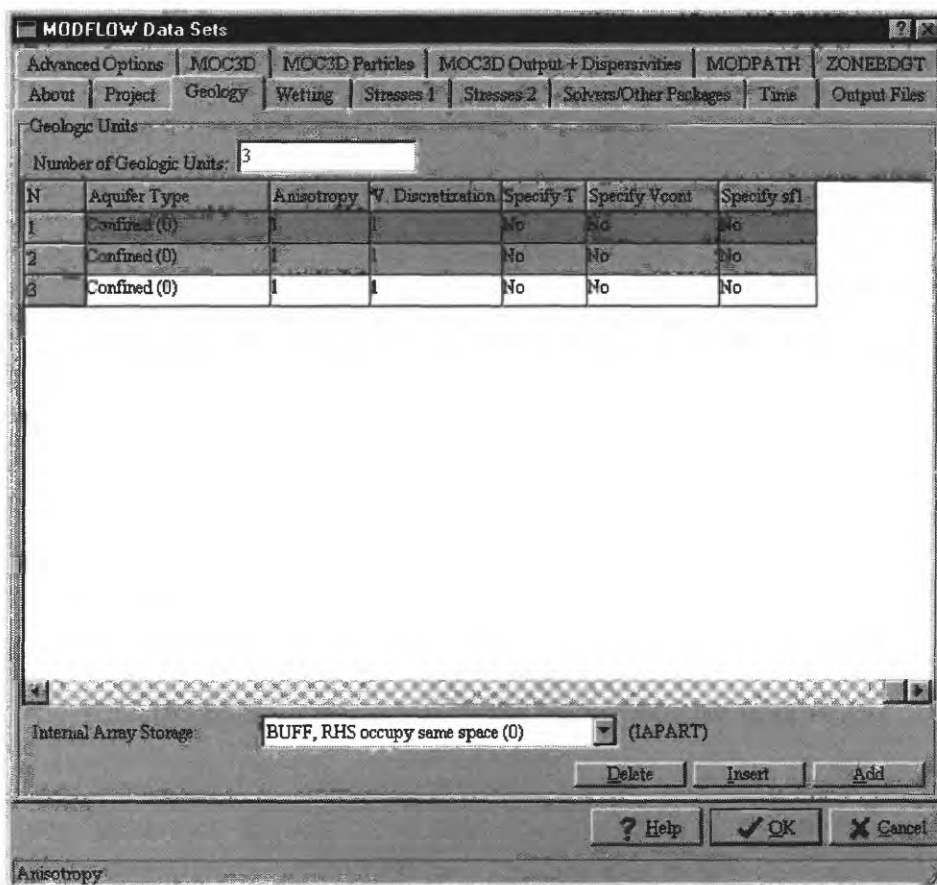 MODFLOW Data Sets
Advanced Options MOC3D MOC3D Particles MOC3D Output + Dispersivities MODPATH ZONEBDGT
About Project Geology Wetting Stresses 1 Stresses 2 Solvers/Other Packages Time Output Files
Geologic Units
Number of Geologic Units: 3
N Aquifer Type Anisotropy V. Discretization Specify T Specify Vcont Specify sf1
1 Confined (0) 1 1 No No No
2 Confined (0) 1 1 No No No
3 Confined (0) 1 1 No No No
Internal Array Storage: BUFF, RHS occupy same space (0) (IAPART)
Delete Insert Add
? Help OK Cancel
Anisotropy